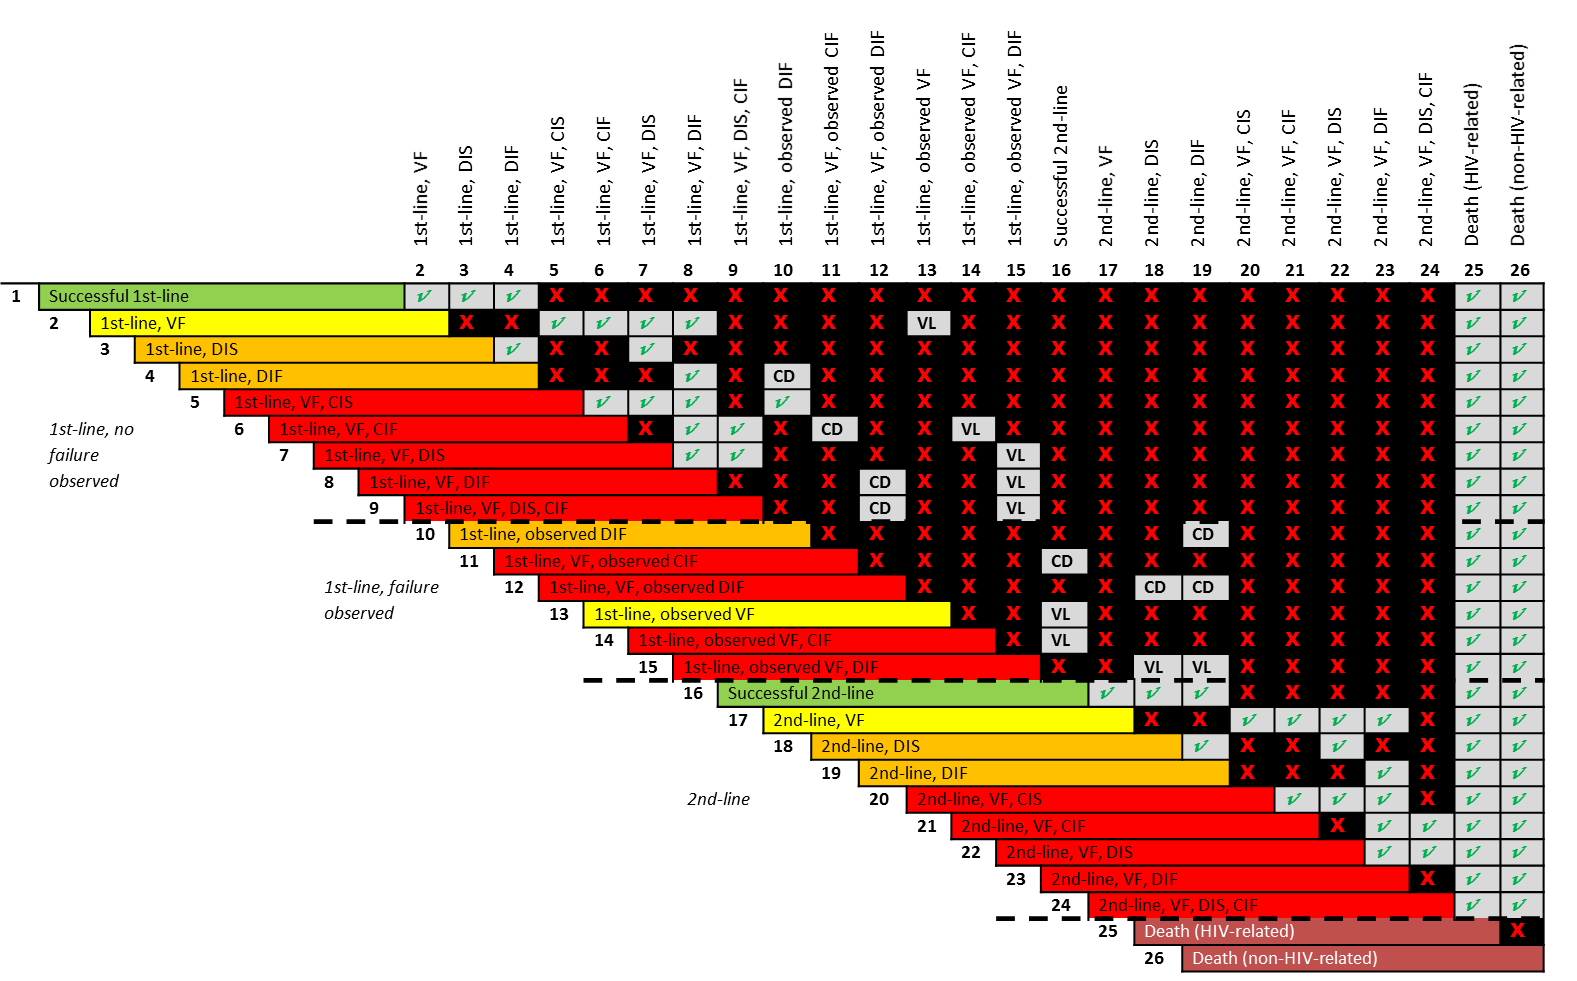 1st-line, VF
1st-line, DIS
1st-line, DIF
1st-line, VF, CIS
1st-line, VF, CIF
1st-line, VF, DIS
1st-line, VF, DIF
1st-line, VF, DIS, CIF
1st-line, observed DIF
1st-line, VF, observed CIF
1st-line, VF, observed DIF
1st-line, observed VF
1st-line, observed VF, CIF
1st-line, observed VF, DIF
Successful 2nd-line
2nd-line, VF
2nd-line, DIS
2nd-line, DIF
2nd-line, VF, CIS
2nd-line, VF, CIF
2nd-line, VF, DIS
2nd-line, VF, DIF
2nd-line, VF, DIS, CIF
Death (HIV-related)
Death (non-HIV-related)
2 3 4 5 6 7 8 9 10 11 12 13 14 15 16 17 18 19 20 21 22 23 24 25 26
1 Successful 1st-line ✓ ✓ ✓ X X X X X X X X X X X X X X X X X X X X ✓ ✓
2 1st-line, VF X X ✓ ✓ ✓ ✓ X X X X VL X X X X X X X X X X X ✓ ✓
3 1st-line, DIS ✓ X X ✓ X X X X X X X X X X X X X X X X X ✓ ✓
4 1st-line, DIF X X X ✓ X CD X X X X X X X X X X X X X X ✓ ✓
5 1st-line, VF, CIS ✓ ✓ ✓ X ✓ X X X X X X X X X X X X X X ✓ ✓
1st-line, no
6 1st-line, VF, CIF X ✓ ✓ X CD X X VL X X X X X X X X X X ✓ ✓
failure
7 1st-line, VF, DIS ✓ ✓ X X X X X VL X X X X X X X X X ✓ ✓
observed
8 1st-line, VF, DIF X X X CD X X VL X X X X X X X X X ✓ ✓
9 1st-line, VF, DIS, CIF X X CD X X VL X X X X X X X X X ✓ ✓
10 1st-line, observed DIF X X X X X X X X CD X X X X X ✓ ✓
11 1st-line, VF, observed CIF X X X X CD X X X X X X X X ✓ ✓
1st-line, failure
12 1st-line, VF, observed DIF X X X X X CD CD X X X X X ✓ ✓
observed
13 1st-line, observed VF X X VL X X X X X X X X ✓ ✓
14 1st-line, observed VF, CIF X VL X X X X X X X X ✓ ✓
15 1st-line, observed VF, DIF X X VL VL X X X X X ✓ ✓
16 Successful 2nd-line ✓ ✓ ✓ X X X X X ✓ ✓
17 2nd-line, VF X X ✓ ✓ ✓ ✓ X ✓ ✓
18 2nd-line, DIS ✓ X X ✓ X X ✓ ✓
19 2nd-line, DIF X X X ✓ X ✓ ✓
2nd-line
20 2nd-line, VF, CIS ✓ ✓ ✓ X ✓ ✓
21 2nd-line, VF, CIF X ✓ ✓ ✓ ✓
22 2nd-line, VF, DIS ✓ ✓ ✓ ✓
23 2nd-line, VF, DIF X ✓ ✓
24 2nd-line, VF, DIS, CIF ✓ ✓
25 Death (HIV-related) X
26 Death (non-HIV-related)